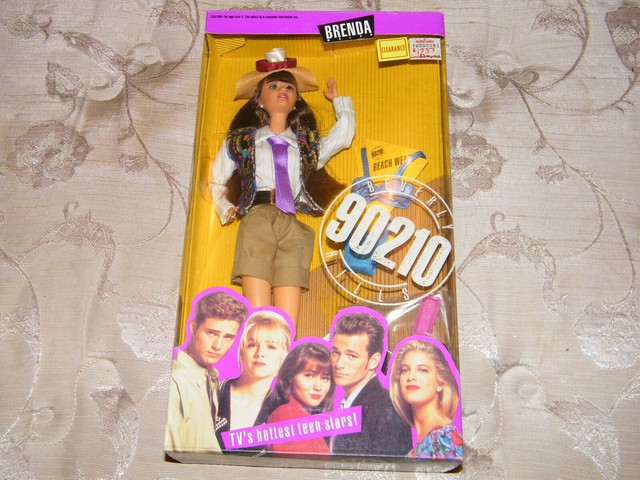 BRENDA
CLEARANCE
BEACH WEAR
BEVERLY
90210
HILLS
TV's hottest teen stars!